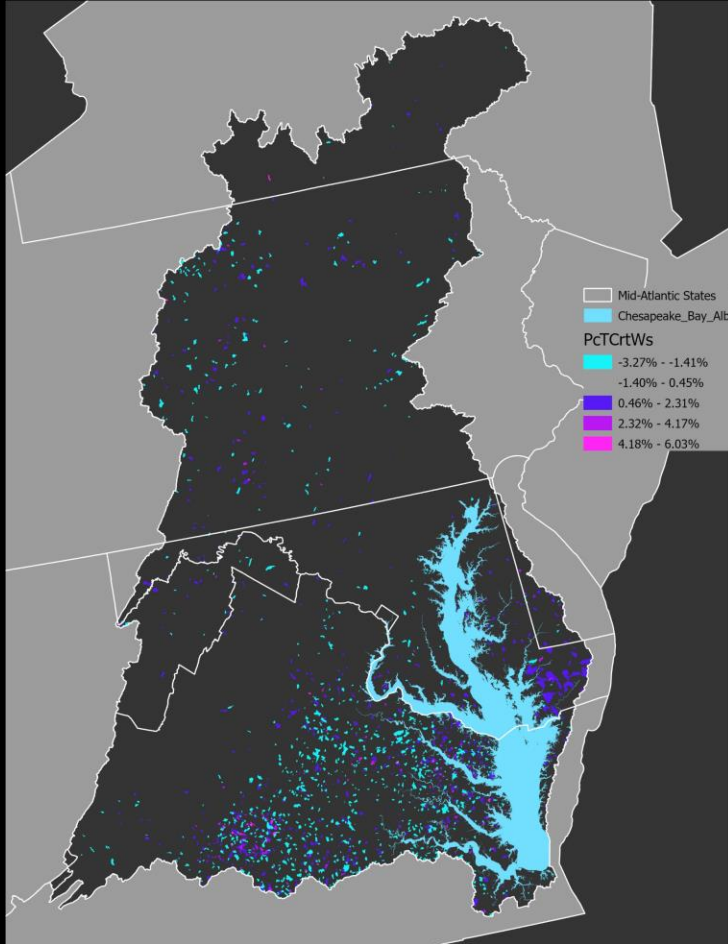 Mid-Atlantic States
Chesapeake_Bay_Alb
PcTCrtWs
-3.27% - -1.41%
-1.40% - 0.45%
0.46% - 2.31%
2.32% - 4.17%
4.18% - 6.03%